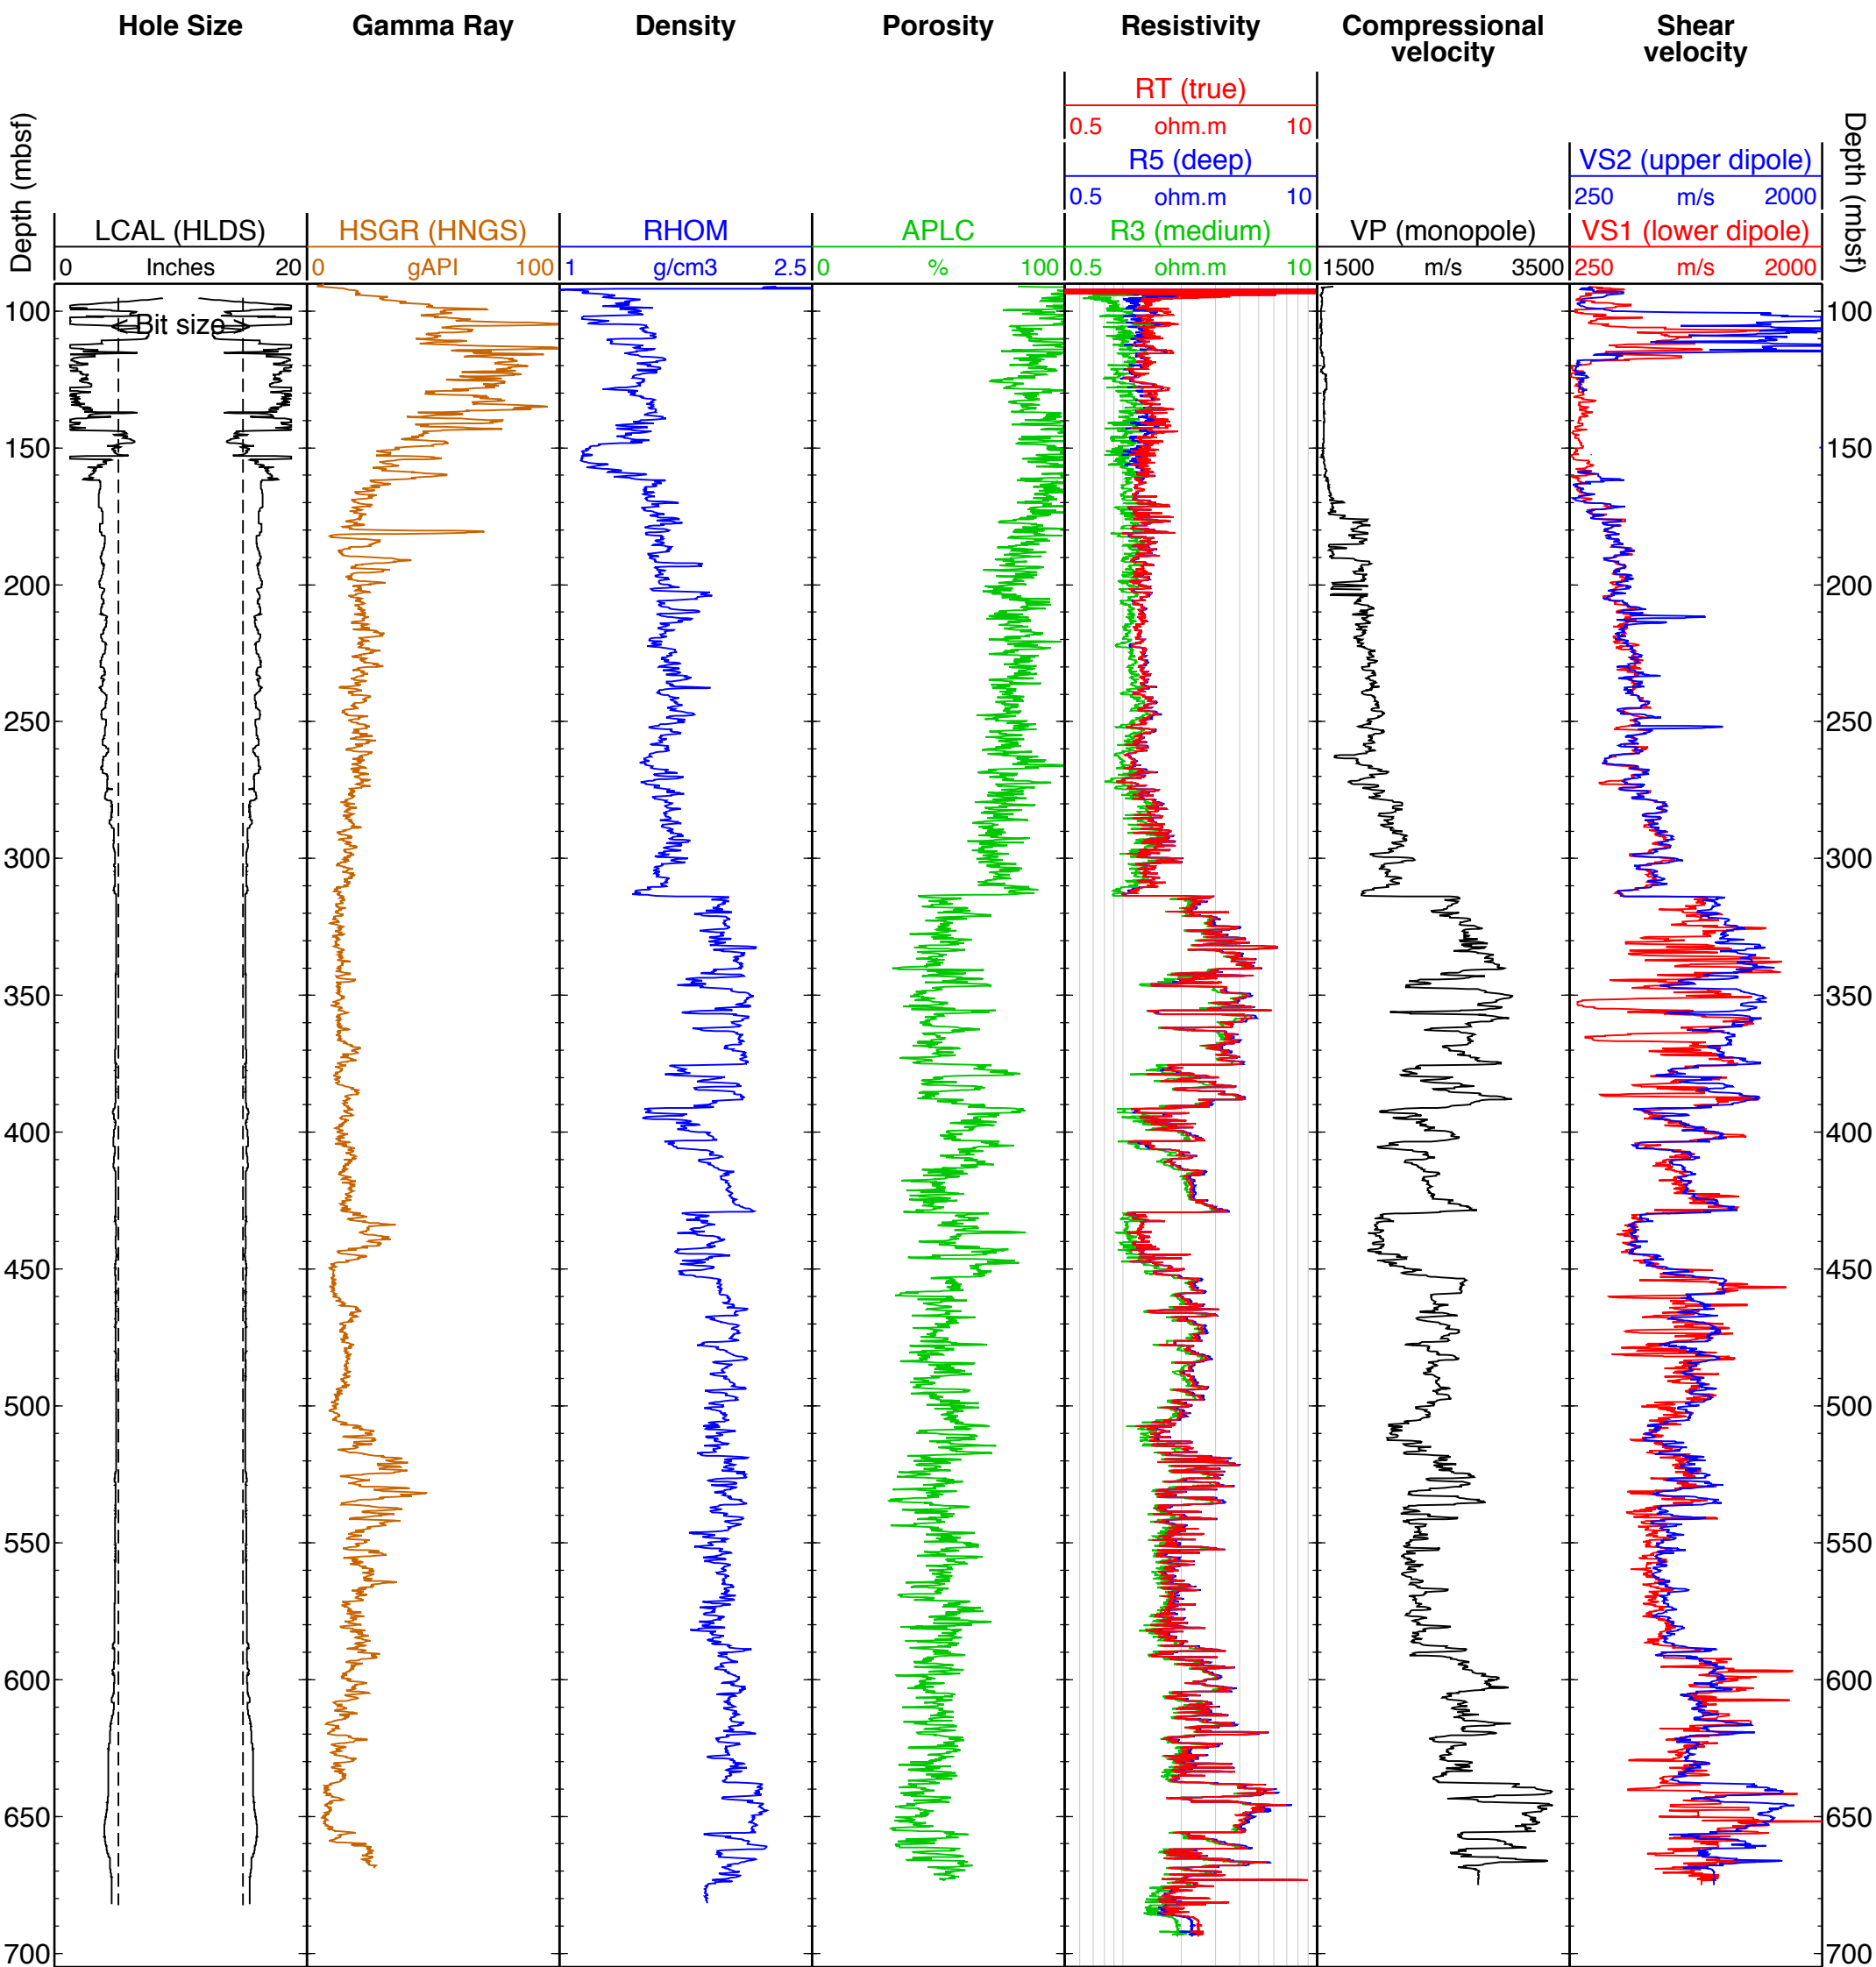 Hole Size Gamma Ray Density Porosity Resistivity Compressional velocity Shear velocity
RT (true)
0.5 ohm.m 10
R5 (deep) VS2 (upper dipole)
0.5 ohm.m 10 250 m/s 2000
LCAL (HLDS) HSGR (HNGS) RHOM APLC R3 (medium) VP (monopole) VS1 (lower dipole)
0 Inches 20 0 gAPI 100 1 g/cm3 2.5 0 % 100 0.5 ohm.m 10 1500 m/s 3500 250 m/s 2000
Depth (mbsf)
Depth (mbsf)
Bit size
100 100
150 150
200 200
250 250
300 300
350 350
400 400
450 450
500 500
550 550
600 600
650 650
700 700